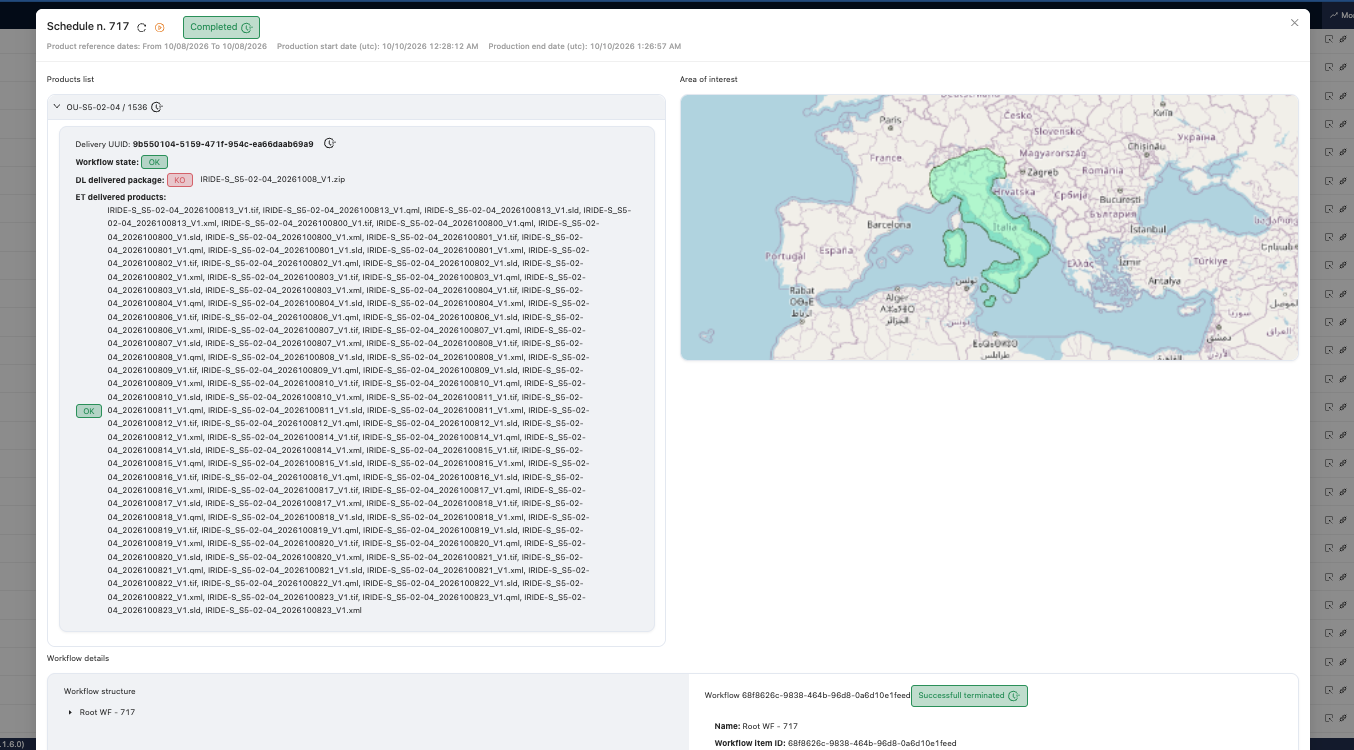 Schedule n. 717
Completed
Product reference dates: From 10/08/2026 To 10/08/2026 Production start date (utc): 10/10/2026 12:28:12 AM Production end date (utc): 10/10/2026 1:26:57 AM
Products list
OU-S5-02-04 / 1536
Delivery UUID: 9b550104-5159-471f-954c-ea66daab69a9
Workflow state: OK
DL delivered package: KO IRIDE-S_S5-02-04_20261008_V1.zip
ET delivered products:
IRIDE-S_S5-02-04_2026100813_V1.tif, IRIDE-S_S5-02-04_2026100813_V1.qml, IRIDE-S_S5-02-04_2026100813_V1.sld, IRIDE-S_S5-
02-04_2026100813_V1.xml, IRIDE-S_S5-02-04_2026100800_V1.tif, IRIDE-S_S5-02-04_2026100800_V1.qml, IRIDE-S_S5-02-
04_2026100800_V1.sld, IRIDE-S_S5-02-04_2026100800_V1.xml, IRIDE-S_S5-02-04_2026100801_V1.tif, IRIDE-S_S5-02-
04_2026100801_V1.qml, IRIDE-S_S5-02-04_2026100801_V1.sld, IRIDE-S_S5-02-04_2026100801_V1.xml, IRIDE-S_S5-02-
04_2026100802_V1.tif, IRIDE-S_S5-02-04_2026100802_V1.qml, IRIDE-S_S5-02-04_2026100802_V1.sld, IRIDE-S_S5-02-
04_2026100802_V1.xml, IRIDE-S_S5-02-04_2026100803_V1.tif, IRIDE-S_S5-02-04_2026100803_V1.qml, IRIDE-S_S5-02-
04_2026100803_V1.sld, IRIDE-S_S5-02-04_2026100803_V1.xml, IRIDE-S_S5-02-04_2026100804_V1.tif, IRIDE-S_S5-02-
04_2026100804_V1.qml, IRIDE-S_S5-02-04_2026100804_V1.sld, IRIDE-S_S5-02-04_2026100804_V1.xml, IRIDE-S_S5-02-
04_2026100806_V1.tif, IRIDE-S_S5-02-04_2026100806_V1.qml, IRIDE-S_S5-02-04_2026100806_V1.sld, IRIDE-S_S5-02-
04_2026100806_V1.xml, IRIDE-S_S5-02-04_2026100807_V1.tif, IRIDE-S_S5-02-04_2026100807_V1.qml, IRIDE-S_S5-02-
04_2026100807_V1.sld, IRIDE-S_S5-02-04_2026100807_V1.xml, IRIDE-S_S5-02-04_2026100808_V1.tif, IRIDE-S_S5-02-
04_2026100808_V1.qml, IRIDE-S_S5-02-04_2026100808_V1.sld, IRIDE-S_S5-02-04_2026100808_V1.xml, IRIDE-S_S5-02-
04_2026100809_V1.tif, IRIDE-S_S5-02-04_2026100809_V1.qml, IRIDE-S_S5-02-04_2026100809_V1.sld, IRIDE-S_S5-02-
04_2026100809_V1.xml, IRIDE-S_S5-02-04_2026100810_V1.tif, IRIDE-S_S5-02-04_2026100810_V1.qml, IRIDE-S_S5-02-
04_2026100810_V1.sld, IRIDE-S_S5-02-04_2026100810_V1.xml, IRIDE-S_S5-02-04_2026100811_V1.tif, IRIDE-S_S5-02-
OK 04_2026100811_V1.qml, IRIDE-S_S5-02-04_2026100811_V1.sld, IRIDE-S_S5-02-04_2026100811_V1.xml, IRIDE-S_S5-02-
04_2026100812_V1.tif, IRIDE-S_S5-02-04_2026100812_V1.qml, IRIDE-S_S5-02-04_2026100812_V1.sld, IRIDE-S_S5-02-
04_2026100812_V1.xml, IRIDE-S_S5-02-04_2026100814_V1.tif, IRIDE-S_S5-02-04_2026100814_V1.qml, IRIDE-S_S5-02-
04_2026100814_V1.sld, IRIDE-S_S5-02-04_2026100814_V1.xml, IRIDE-S_S5-02-04_2026100815_V1.tif, IRIDE-S_S5-02-
04_2026100815_V1.qml, IRIDE-S_S5-02-04_2026100815_V1.sld, IRIDE-S_S5-02-04_2026100815_V1.xml, IRIDE-S_S5-02-
04_2026100816_V1.tif, IRIDE-S_S5-02-04_2026100816_V1.qml, IRIDE-S_S5-02-04_2026100816_V1.sld, IRIDE-S_S5-02-
04_2026100816_V1.xml, IRIDE-S_S5-02-04_2026100817_V1.tif, IRIDE-S_S5-02-04_2026100817_V1.qml, IRIDE-S_S5-02-
04_2026100817_V1.sld, IRIDE-S_S5-02-04_2026100817_V1.xml, IRIDE-S_S5-02-04_2026100818_V1.tif, IRIDE-S_S5-02-
04_2026100818_V1.qml, IRIDE-S_S5-02-04_2026100818_V1.sld, IRIDE-S_S5-02-04_2026100818_V1.xml, IRIDE-S_S5-02-
04_2026100819_V1.tif, IRIDE-S_S5-02-04_2026100819_V1.qml, IRIDE-S_S5-02-04_2026100819_V1.sld, IRIDE-S_S5-02-
04_2026100819_V1.xml, IRIDE-S_S5-02-04_2026100820_V1.tif, IRIDE-S_S5-02-04_2026100820_V1.qml, IRIDE-S_S5-02-
04_2026100820_V1.sld, IRIDE-S_S5-02-04_2026100820_V1.xml, IRIDE-S_S5-02-04_2026100821_V1.tif, IRIDE-S_S5-02-
04_2026100821_V1.qml, IRIDE-S_S5-02-04_2026100821_V1.sld, IRIDE-S_S5-02-04_2026100821_V1.xml, IRIDE-S_S5-02-
04_2026100822_V1.tif, IRIDE-S_S5-02-04_2026100822_V1.qml, IRIDE-S_S5-02-04_2026100822_V1.sld, IRIDE-S_S5-02-
04_2026100822_V1.xml, IRIDE-S_S5-02-04_2026100823_V1.tif, IRIDE-S_S5-02-04_2026100823_V1.qml, IRIDE-S_S5-02-
04_2026100823_V1.sld, IRIDE-S_S5-02-04_2026100823_V1.xml
Area of interest
Київ
Česko
Paris
Slovensko
Україна
Chișinău
Magyarország
France
Zagreb
România
Hrvatska
Србија
București
България
Barcelona
Italia
İstanbul
Portugal
España
Ελλάς
İzmir
Türkiye
Antalya
تونس
Rabat
الرباط
Alger
الجزائر
تونس
طرابلس
سوريا
دمشق
الموصل
العراق
الأردن
Workflow details
Workflow structure
Root WF - 717
Workflow 68f8626c-9838-464b-96d8-0a6d10e1feed Successfull terminated
Name: Root WF - 717
Workflow Item ID: 68f8626c-9838-464b-96d8-0a6d10e1feed
.1.6.0)
Mo